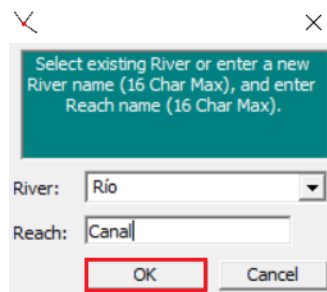 Select existing River or enter a new
River name (16 Char Max), and enter
Reach name (16 Char Max).
River: Río
Reach: Canal
OK Cancel